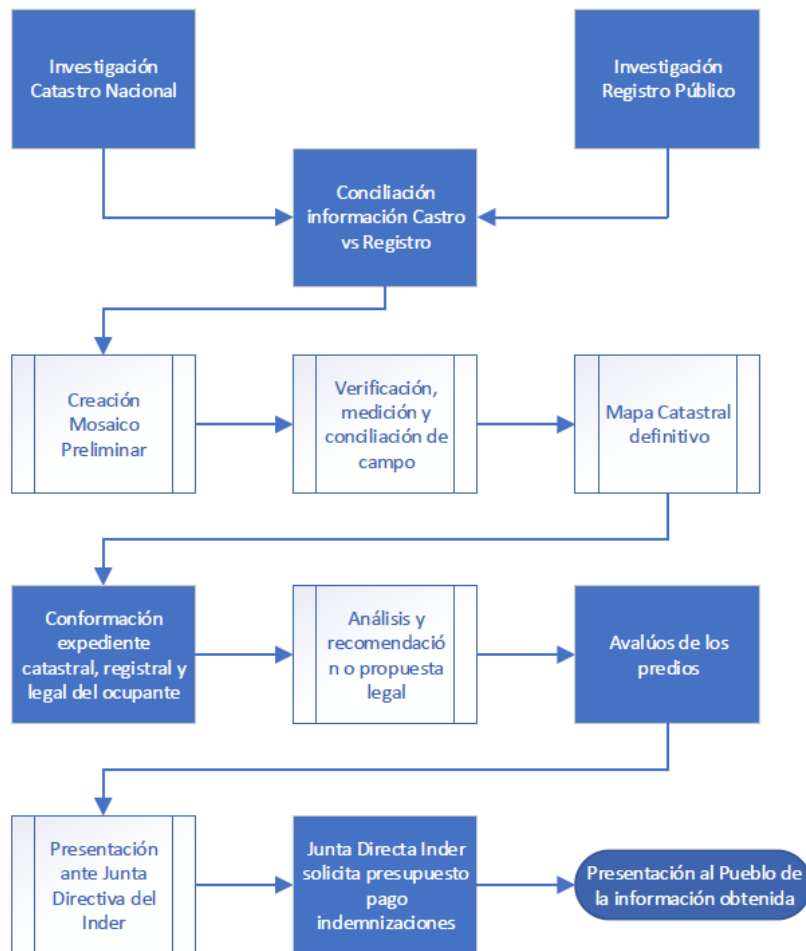 Investigación
Catastro Nacional
Investigación
Registro Público
Conciliación
información Castro
vs Registro
Creación
Mosaico
Preliminar
Verificación,
medición y
conciliación de
campo
Mapa Catastral
definitivo
Conformación
expediente
catastral, registral y
legal del ocupante
Análisis y
recomendació
n o propuesta
legal
Avalúos de los
predios
Presentación
ante Junta
Directiva del
Inder
Junta Directa Inder
solicita presupuesto
pago
indemnizaciones
Presentación al Pueblo de
la información obtenida